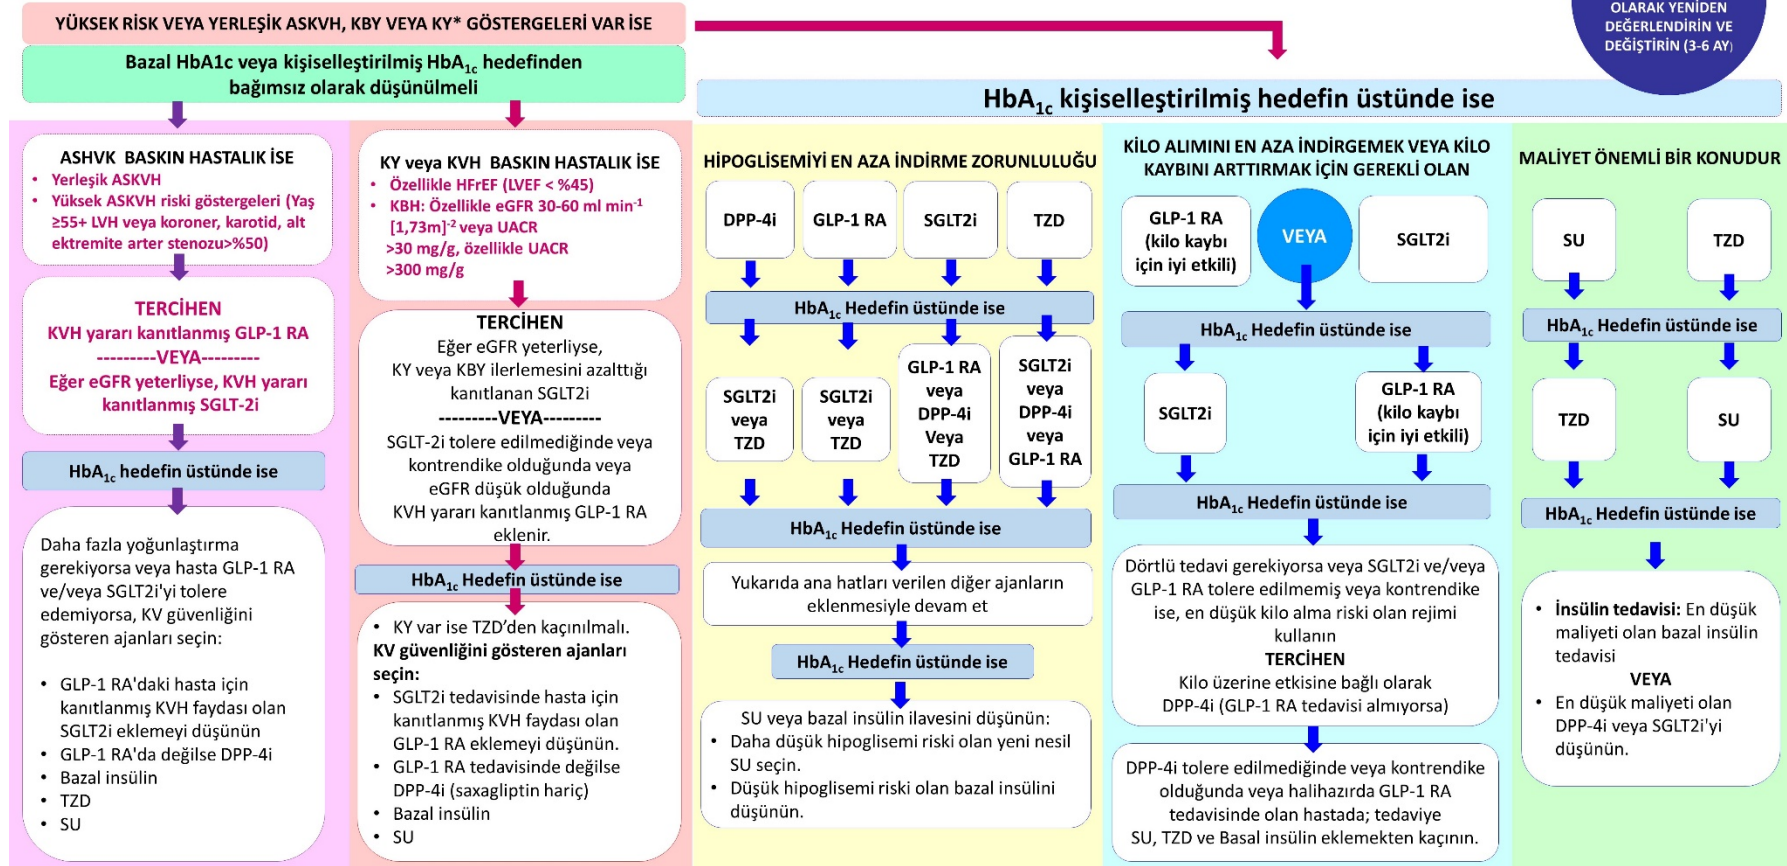 OLARAK YENİDEN
DEĞERLENDİRİN VE
DEĞİŞTİRİN (3-6 AY)
YÜKSEK RİSK VEYA YERLEŞİK ASKVH, KBY VEYA KY* GÖSTERGELERİ VAR İSE
Bazal HbA1c veya kişiselleştirilmiş HbA1c hedefinden
bağımsız olarak düşünülmeli
HbA1c kişiselleştirilmiş hedefin üstünde ise
ASHVK BASKIN HASTALIK İSE
• Yerleşik ASKVH
• Yüksek ASKVH riski göstergeleri (Yaş
≥55+ LVH veya koroner, karotid, alt
ektremite arter stenozu>%50)
TERCİHEN
KVH yararı kanıtlanmış GLP-1 RA
---------VEYA---------
Eğer eGFR yeterliyse, KVH yararı
kanıtlanmış SGLT-2i
HbA1c hedefin üstünde ise
Daha fazla yoğunlaştırma
gerekiyorsa veya hasta GLP-1 RA
ve/veya SGLT2i'yi tolere
edemiyorsa, KV güvenliğini
gösteren ajanları seçin:
• GLP-1 RA'daki hasta için
kanıtlanmış KVH faydası olan
SGLT2i eklemeyi düşünün
• GLP-1 RA'da değilse DPP-4i
• Bazal insülin
• TZD
• SU
KY veya KVH BASKIN HASTALIK İSE
• Özellikle HFrEF (LVEF < %45)
• KBH: Özellikle eGFR 30-60 ml min-1
[1,73m]-2 veya UACR
>30 mg/g, özellikle UACR
>300 mg/g
TERCİHEN
Eğer eGFR yeterliyse,
KY veya KBY ilerlemesini azalttığı
kanıtlanan SGLT2i
---------VEYA---------
SGLT-2i tolere edilmediğinde veya
kontrendike olduğunda veya
eGFR düşük olduğunda
KVH yararı kanıtlanmış GLP-1 RA
eklenir.
HbA1c Hedefin üstünde ise
• KY var ise TZD'den kaçınılmalı.
KV güvenliğini gösteren ajanları
seçin:
• SGLT2i tedavisinde hasta için
kanıtlanmış KVH faydası olan
GLP-1 RA eklemeyi düşünün.
• GLP-1 RA tedavisinde değilse
DPP-4i (saxagliptin hariç)
• Bazal insülin
• SU
HİPOGLİSEMİYİ EN AZA İNDİRME ZORUNLULUĞU
DPP-4i GLP-1 RA SGLT2i TZD
HbA1c Hedefin üstünde ise
SGLT2i
veya
TZD
SGLT2i
veya
TZD
GLP-1 RA
veya
DPP-4i
Veya
TZD
SGLT2i
veya
DPP-4i
veya
GLP-1 RA
HbA1c Hedefin üstünde ise
Yukarıda ana hatları verilen diğer ajanların
eklenmesiyle devam et
HbA1c Hedefin üstünde ise
SU veya bazal insülin ilavesini düşünün:
• Daha düşük hipoglisemi riski olan yeni nesil
SU seçin.
• Düşük hipoglisemi riski olan bazal insülini
düşünün.
KİLO ALIMINI EN AZA İNDİRGEMEK VEYA KİLO
KAYBINI ARTTIRMAK İÇİN GEREKLİ OLAN
GLP-1 RA
(kilo kaybı
için iyi etkili)
VEYA
SGLT2i
HbA1c Hedefin üstünde ise
SGLT2i
GLP-1 RA
(kilo kaybı
için iyi etkili)
HbA1c Hedefin üstünde ise
Dörtlü tedavi gerekiyorsa veya SGLT2i ve/veya
GLP-1 RA tolere edilmemiş veya kontrendike
ise, en düşük kilo alma riski olan rejimi
kullanın
TERCİHEN
Kilo üzerine etkisine bağlı olarak
DPP-4i (GLP-1 RA tedavisi almıyorsa)
DPP-4i tolere edilmediğinde veya kontrendike
olduğunda veya halihazırda GLP-1 RA
tedavisinde olan hastada; tedaviye
SU, TZD ve Basal insülin eklemekten kaçının.
MALİYET ÖNEMLİ BİR KONUDUR
SU TZD
HbA1c Hedefin üstünde ise
TZD SU
HbA1c Hedefin üstünde ise
• İnsülin tedavisi: En düşük
maliyeti olan bazal insülin
tedavisi
VEYA
• En düşük maliyeti olan
DPP-4i veya SGLT2i'yi
düşünün.